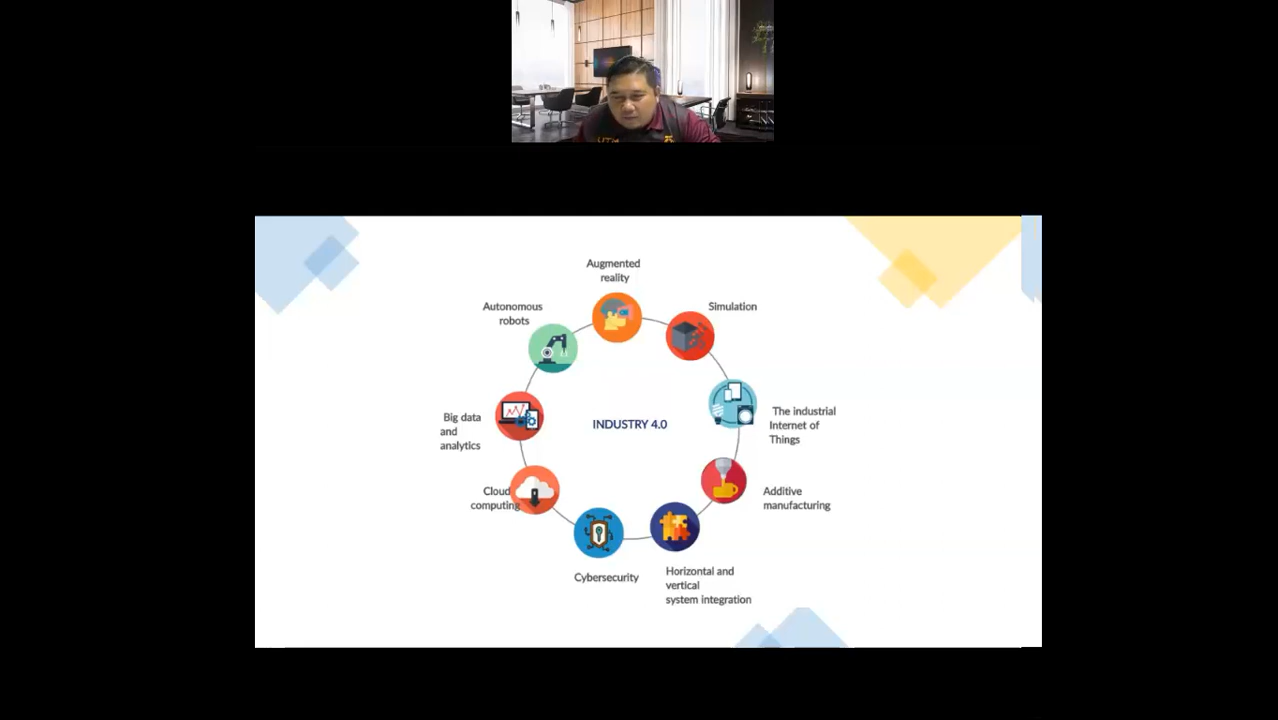 UTM
Augmented
reality
Autonomous
robots
Simulation
Big data
and
analytics
INDUSTRY 4.0
The industrial
Internet of
Things
Cloud
computing
Additive
manufacturing
Cybersecurity
Horizontal and
vertical
system integration